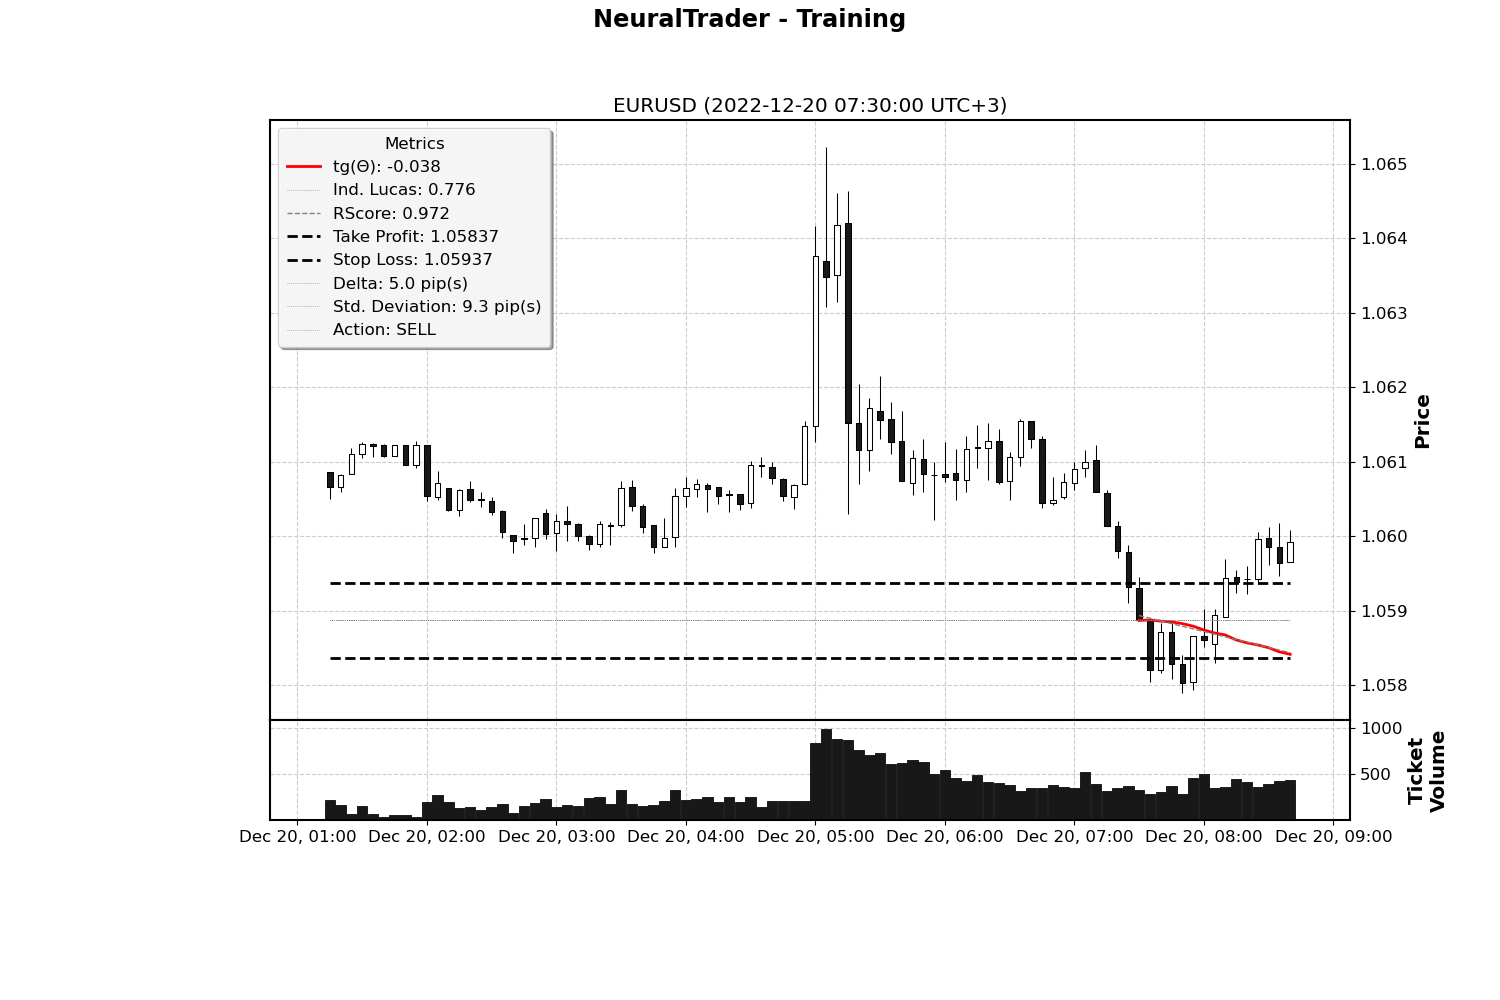 NeuralTrader - Training
EURUSD (2022-12-20 07:30:00 UTC+3)
Metrics
tg(Θ): -0.038
Ind. Lucas: 0.776
RScore: 0.972
Take Profit: 1.05837
Stop Loss: 1.05937
Delta: 5.0 pip(s)
Std. Deviation: 9.3 pip(s)
Action: SELL
1.065
1.064
1.063
1.062
1.061
1.060
1.059
1.058
Price
1000
500
Ticket
Volume
Dec 20, 01:00
Dec 20, 02:00
Dec 20, 03:00
Dec 20, 04:00
Dec 20, 05:00
Dec 20, 06:00
Dec 20, 07:00
Dec 20, 08:00
Dec 20, 09:00